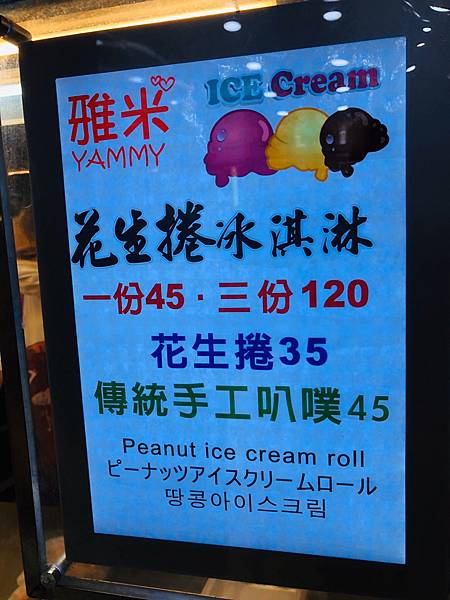 雅米
YAMMY
ICE Cream
花生捲冰淇淋
一份45·三份120
花生捲35
傳統手工叭噗45
Peanut ice cream roll
ピーナッツアイスクリームロール
땅콩아이스크림